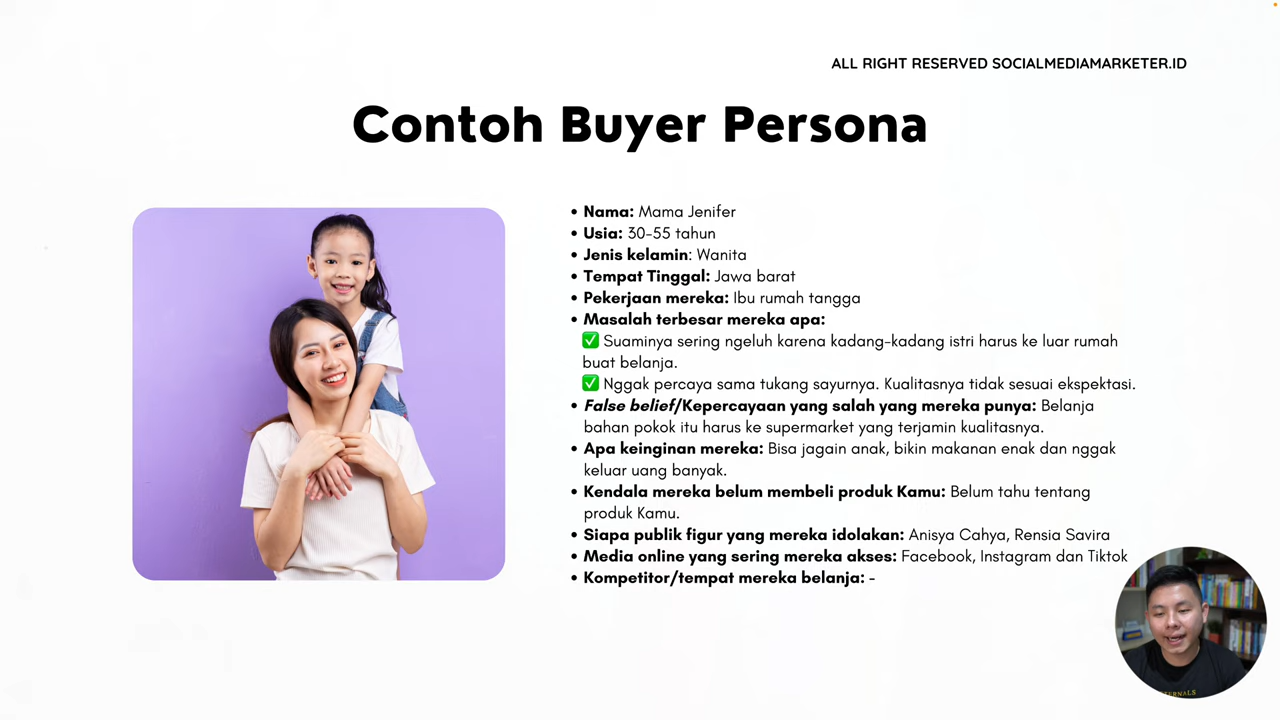 ALL RIGHT RESERVED SOCIALMEDIAMARKETER.ID
Contoh Buyer Persona
• Nama: Mama Jenifer
• Usia: 30-55 tahun
• Jenis kelamin: Wanita
• Tempat Tinggal: Jawa barat
• Pekerjaan mereka: Ibu rumah tangga
• Masalah terbesar mereka apa:
✅ Suaminya sering ngeluh karena kadang-kadang istri harus ke luar rumah
buat belanja.
✅ Nggak percaya sama tukang sayurnya. Kualitasnya tidak sesuai ekspektasi.
• False belief/Kepercayaan yang salah yang mereka punya: Belanja
bahan pokok itu harus ke supermarket yang terjamin kualitasnya.
• Apa keinginan mereka: Bisa jagain anak, bikin makanan enak dan nggak
keluar uang banyak.
• Kendala mereka belum membeli produk Kamu: Belum tahu tentang
produk Kamu.
• Siapa publik figur yang mereka idolakan: Anisya Cahya, Rensia Savira
• Media online yang sering mereka akses: Facebook, Instagram dan Tiktok
• Kompetitor/tempat mereka belanja: -